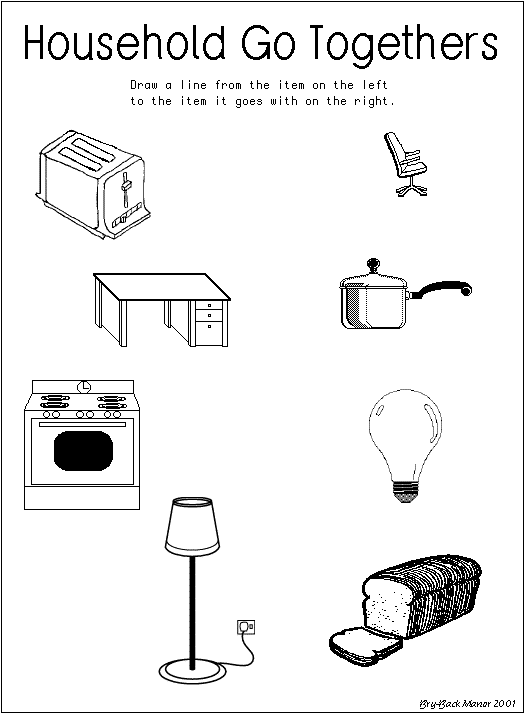 Household Go Togethers
Draw a line from the item on the left
to the item it goes with on the right.
Bry-Back Manor 2001